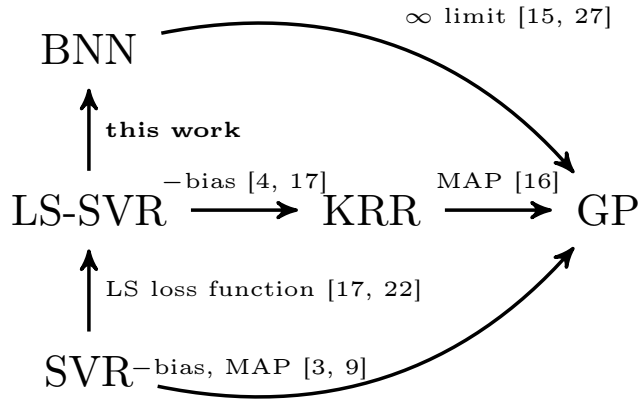 ∞ limit [15, 27]
BNN
this work
−bias [4, 17]
MAP [16]
LS-SVR
KRR
GP
LS loss function [17, 22]
SVR
−bias, MAP [3, 9]